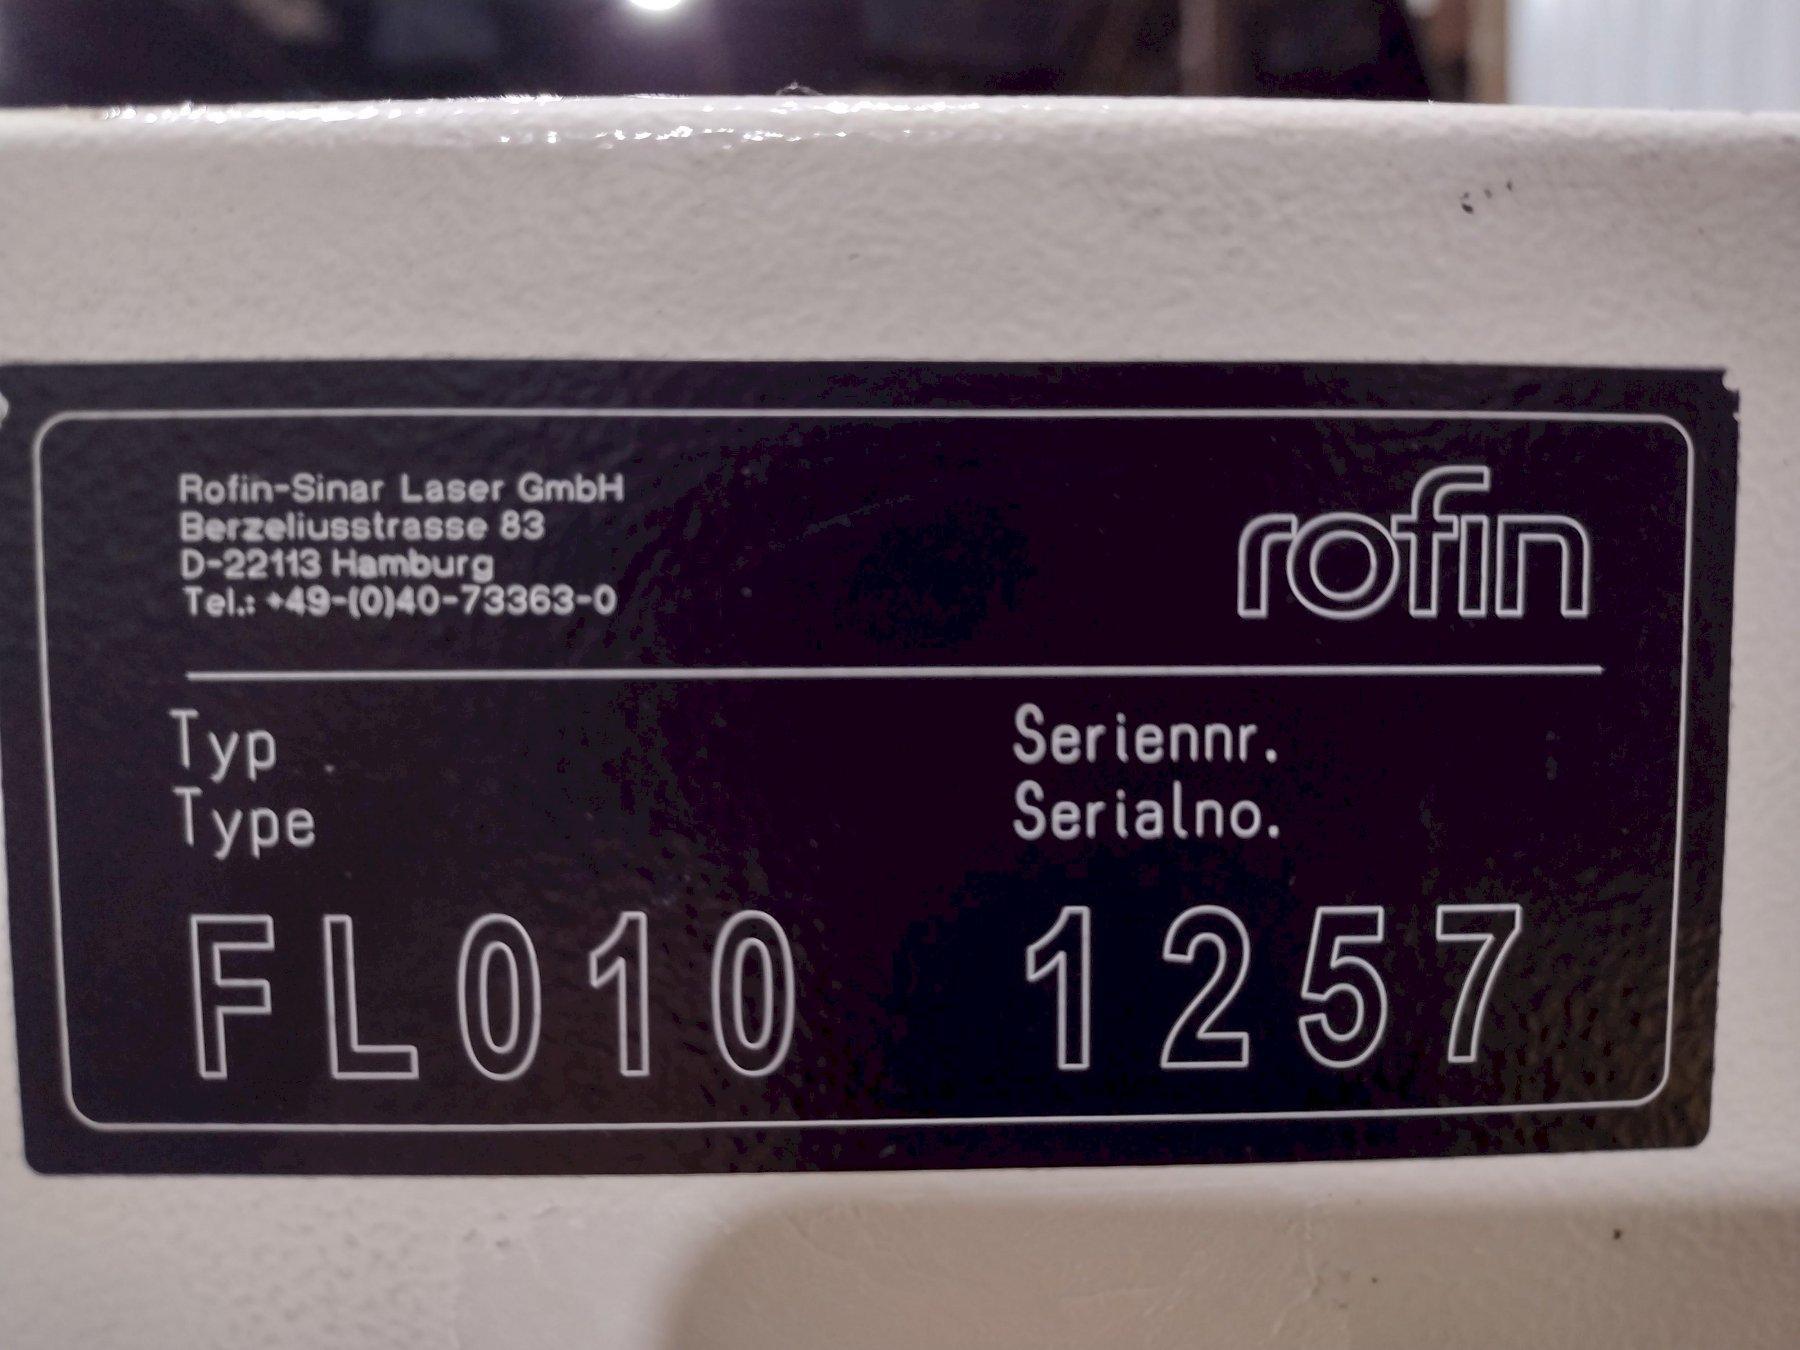 Rofin-Sinar Laser GmbH
Berzeliusstrasse 83
D-22113 Hamburg
Tel.: +49-(0)40-73363-0
rofin
Typ
Type
FL010
Seriennr.
Serialno.
1257